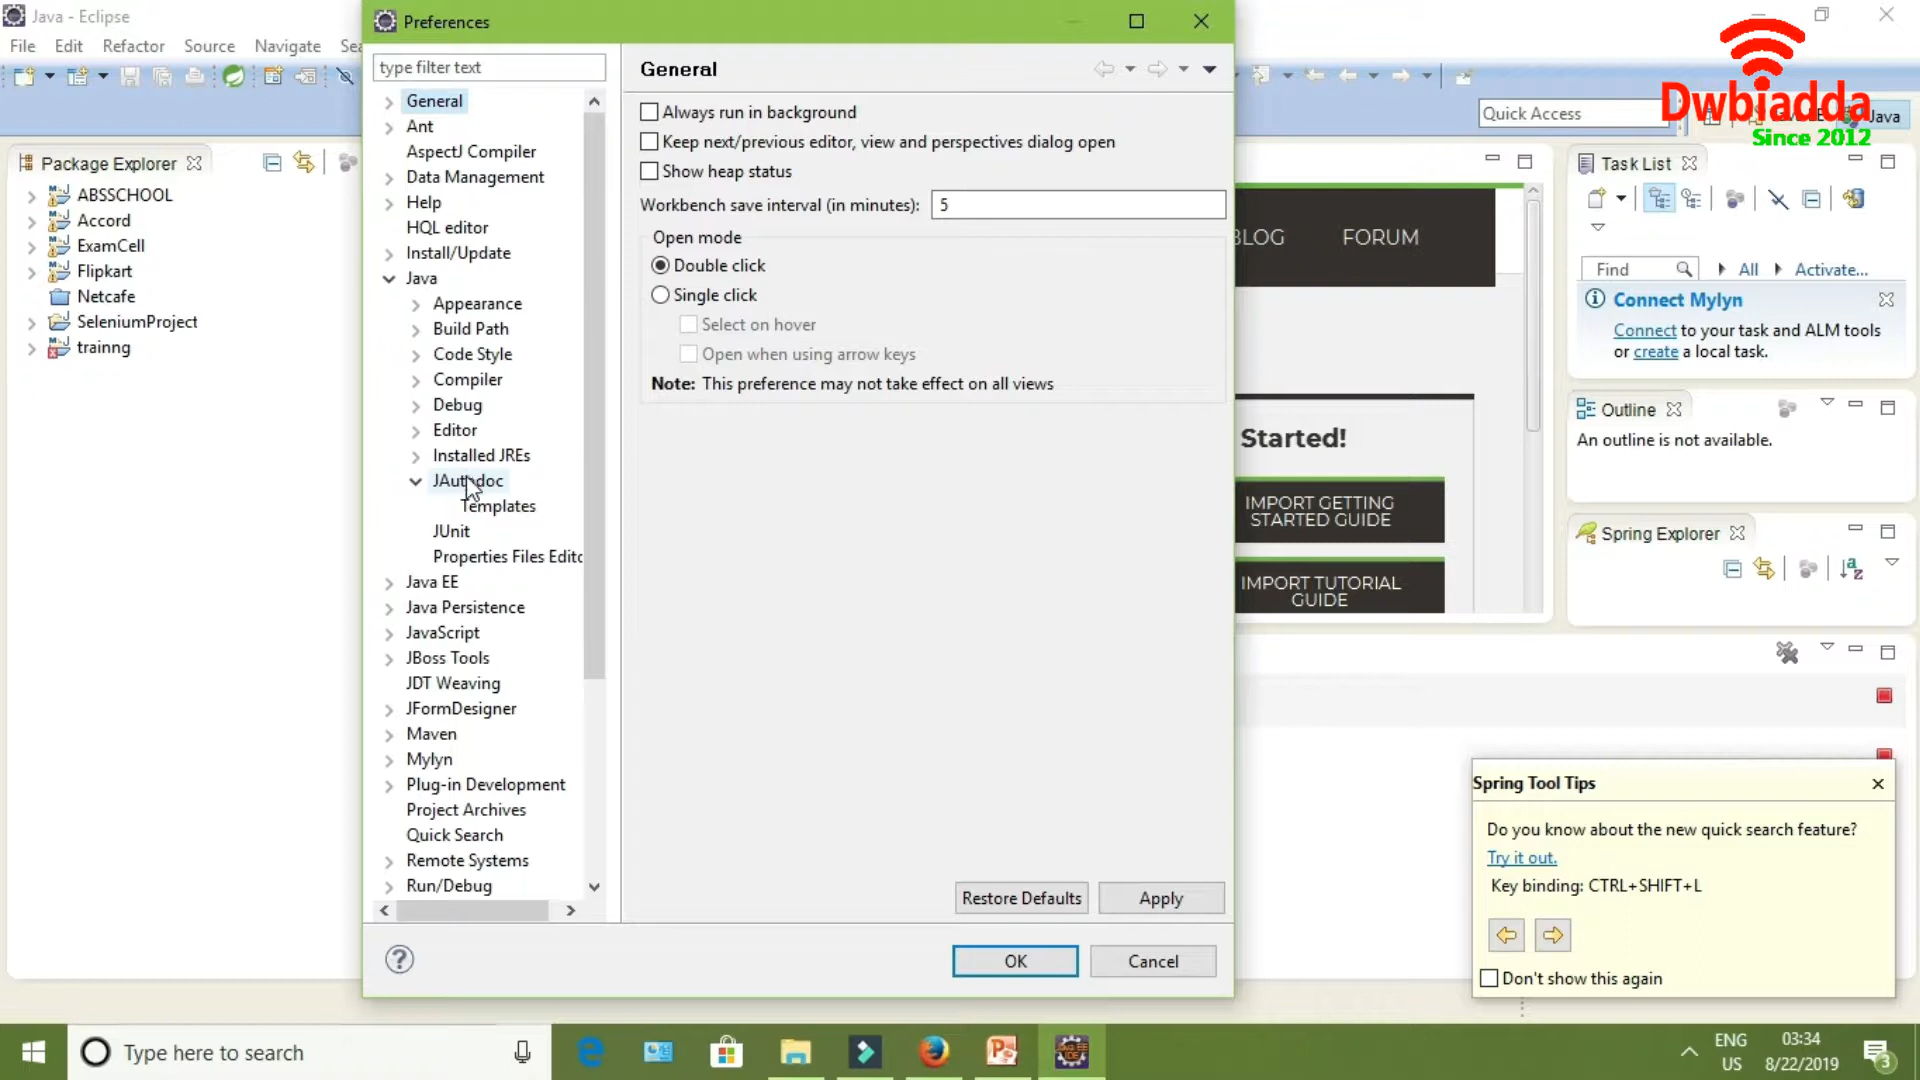 Java - Eclipse
File Edit Refactor Source Navigate Sea
Preferences
type filter text
General
General
Ant
AspectJ Compiler
Data Management
Help
HQL editor
Install/Update
Java
Appearance
Build Path
Code Style
Compiler
Debug
Editor
Installed JREs
JAutodoc
Templates
JUnit
Properties Files Edito
Java EE
Java Persistence
JavaScript
JBoss Tools
JDT Weaving
JFormDesigner
Maven
Mylyn
Plug-in Development
Project Archives
Quick Search
Remote Systems
Run/Debug
Always run in background
Keep next/previous editor, view and perspectives dialog open
Show heap status
Workbench save interval (in minutes): 5
Open mode
Double click
Single click
Select on hover
Open when using arrow keys
Note: This preference may not take effect on all views
Restore Defaults Apply
OK Cancel
Package Explorer
ABSSCHOOL
Accord
ExamCell
Flipkart
Netcafe
SeleniumProject
trainng
Quick Access
Java
Dwbiadda
Since 2012
BLOG FORUM
Started!
IMPORT GETTING
STARTED GUIDE
IMPORT TUTORIAL
GUIDE
Task List
Find All Activate...
Connect Mylyn
Connect to your task and ALM tools
or create a local task.
Outline
An outline is not available.
Spring Explorer
Spring Tool Tips
Do you know about the new quick search feature?
Try it out.
Key binding: CTRL+SHIFT+L
Don't show this again
Type here to search
ENG
US
03:34
8/22/2019
3